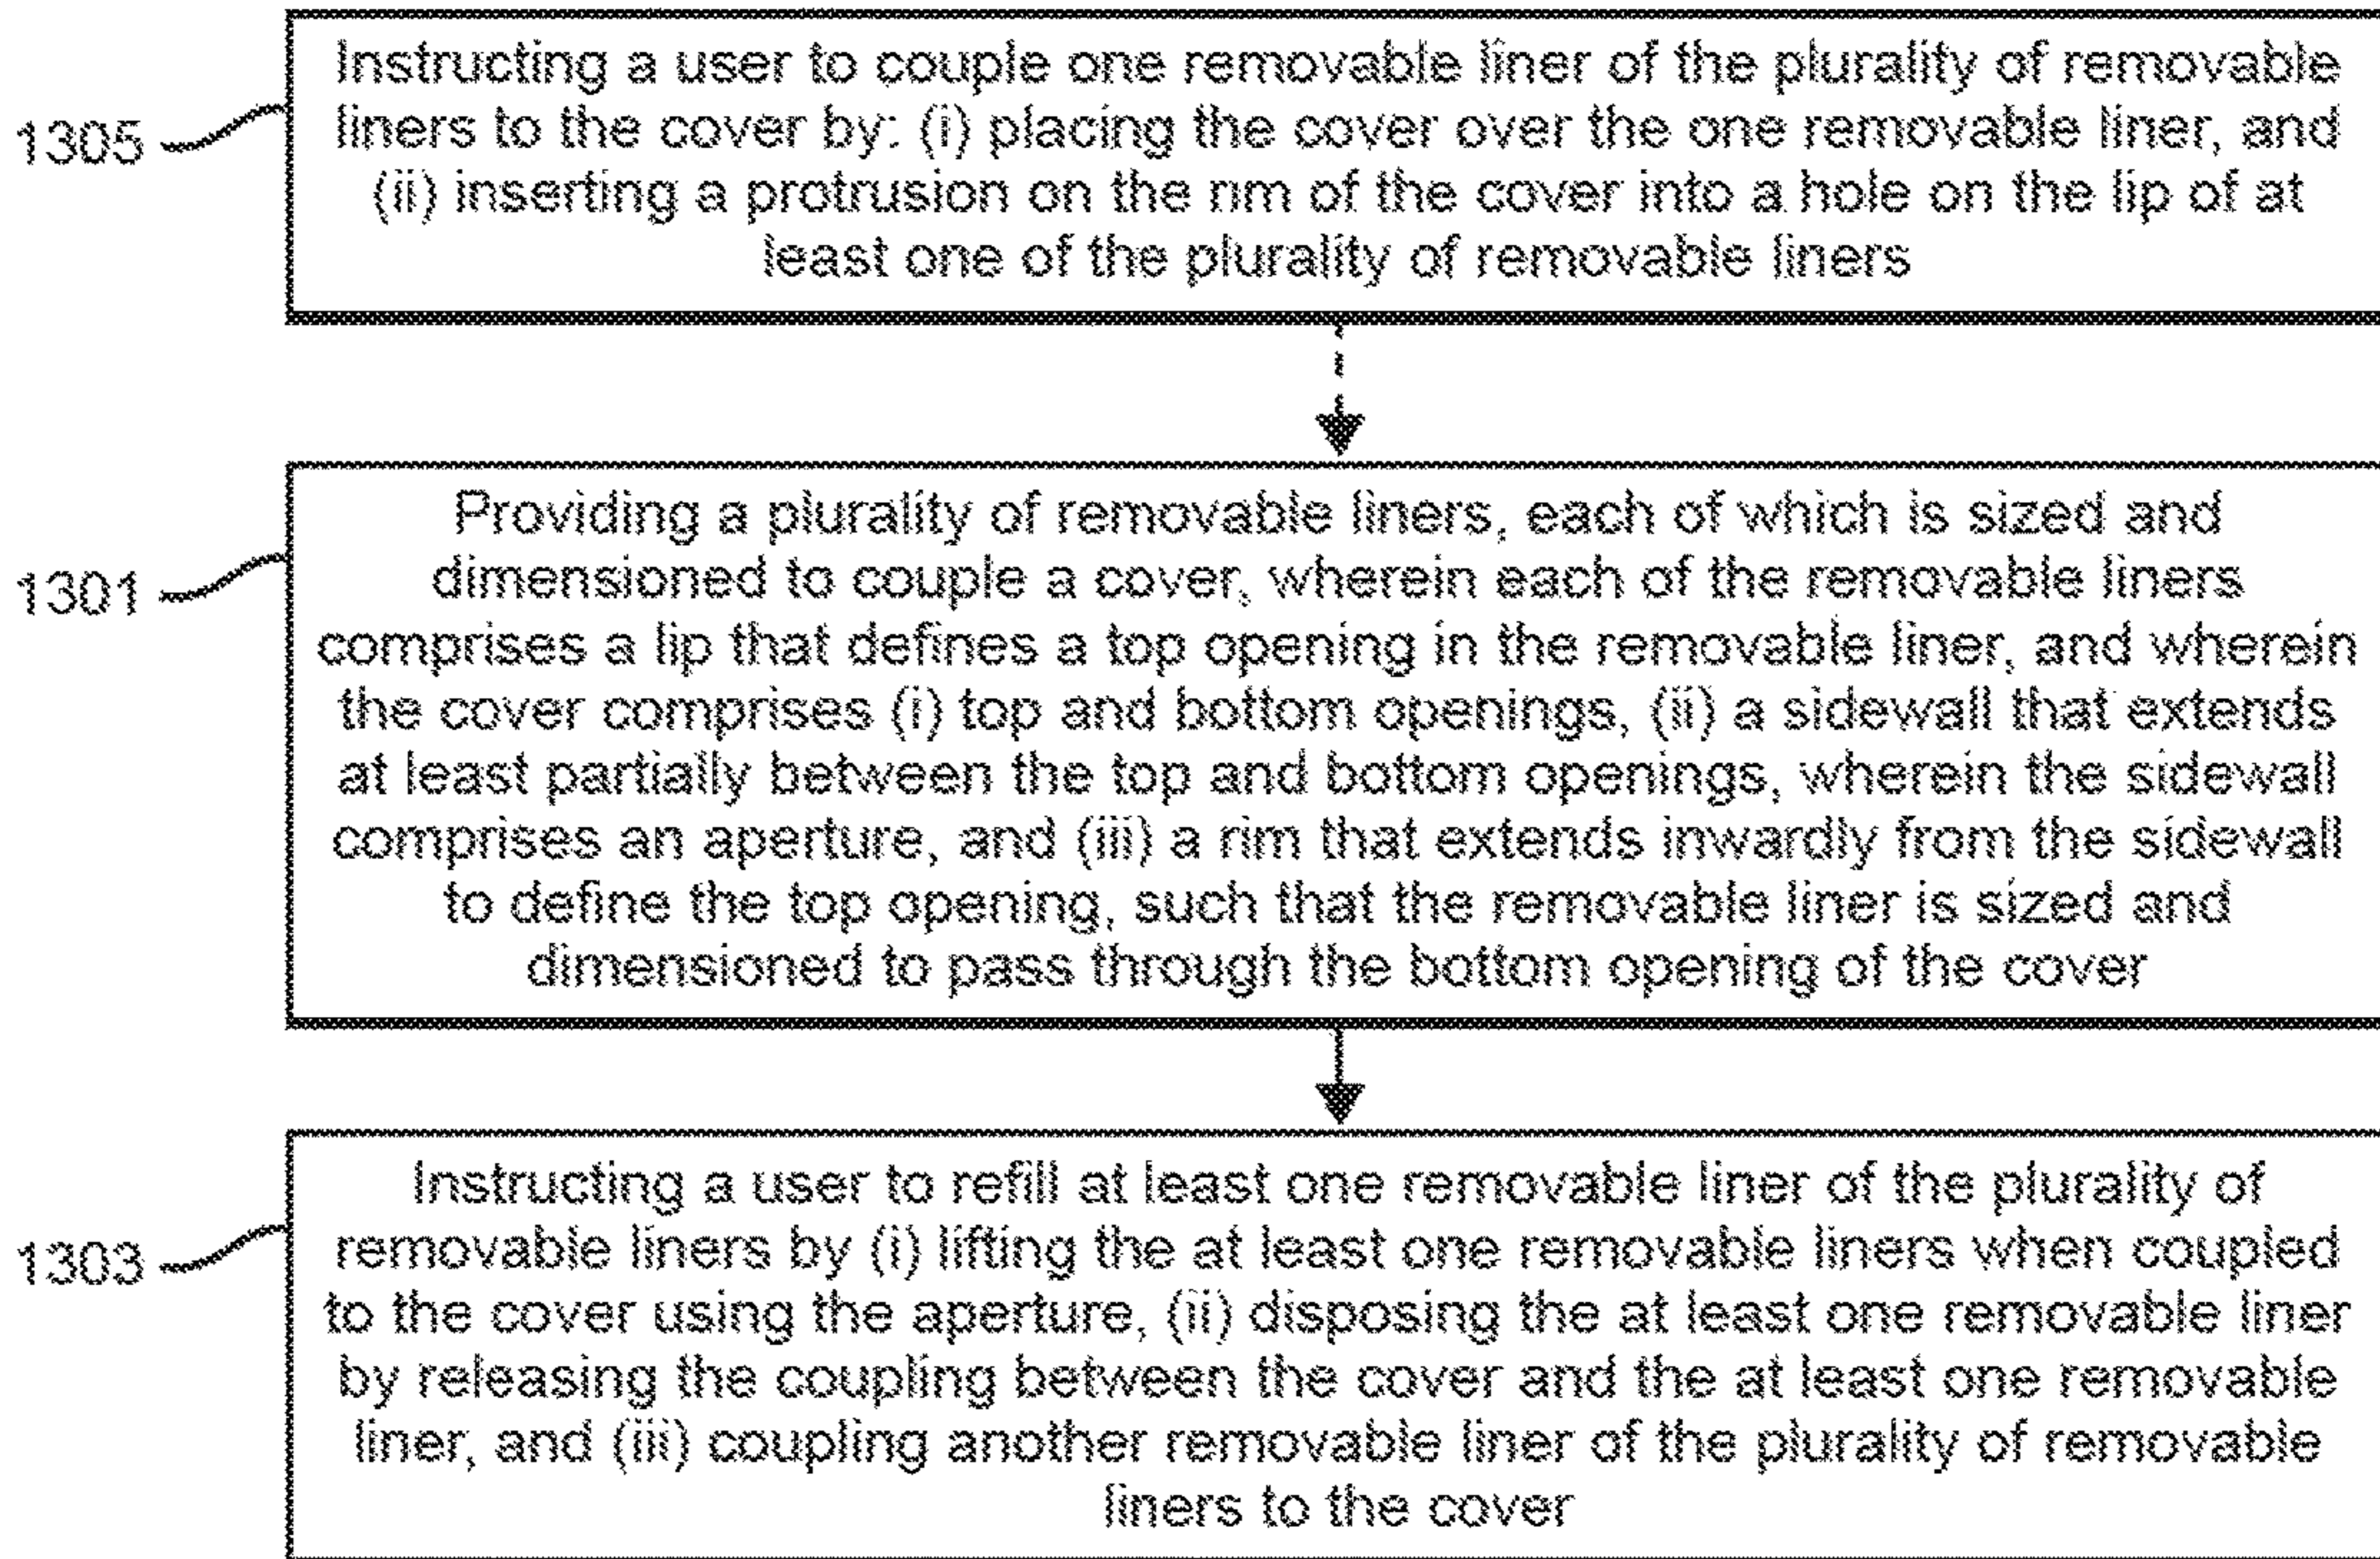 Instructing a user to couple one removable liner of the plurality of removable
liners to the cover by: (i) placing the cover over the one removable liner, and
(ii) inserting a protrusion on the rim of the cover into a hole on the lip of at
least one of the plurality of removable liners
1305
Providing a plurality of removable liners, each of which is sized and
dimensioned to couple a cover, wherein each of the removable liners
comprises a lip that defines a top opening in the removable liner, and wherein
the cover comprises (i) top and bottom openings, (ii) a sidewall that extends
at least partially between the top and bottom openings, wherein the sidewall
comprises an aperture, and (iii) a rim that extends inwardly from the sidewall
to define the top opening, such that the removable liner is sized and
dimensioned to pass through the bottom opening of the cover
1301
Instructing a user to refill at least one removable liner of the plurality of
removable liners by (i) lifting the at least one removable liners when coupled
to the cover using the aperture, (ii) disposing the at least one removable liner
by releasing the coupling between the cover and the at least one removable
liner, and (iii) coupling another removable liner of the plurality of removable
liners to the cover
1303